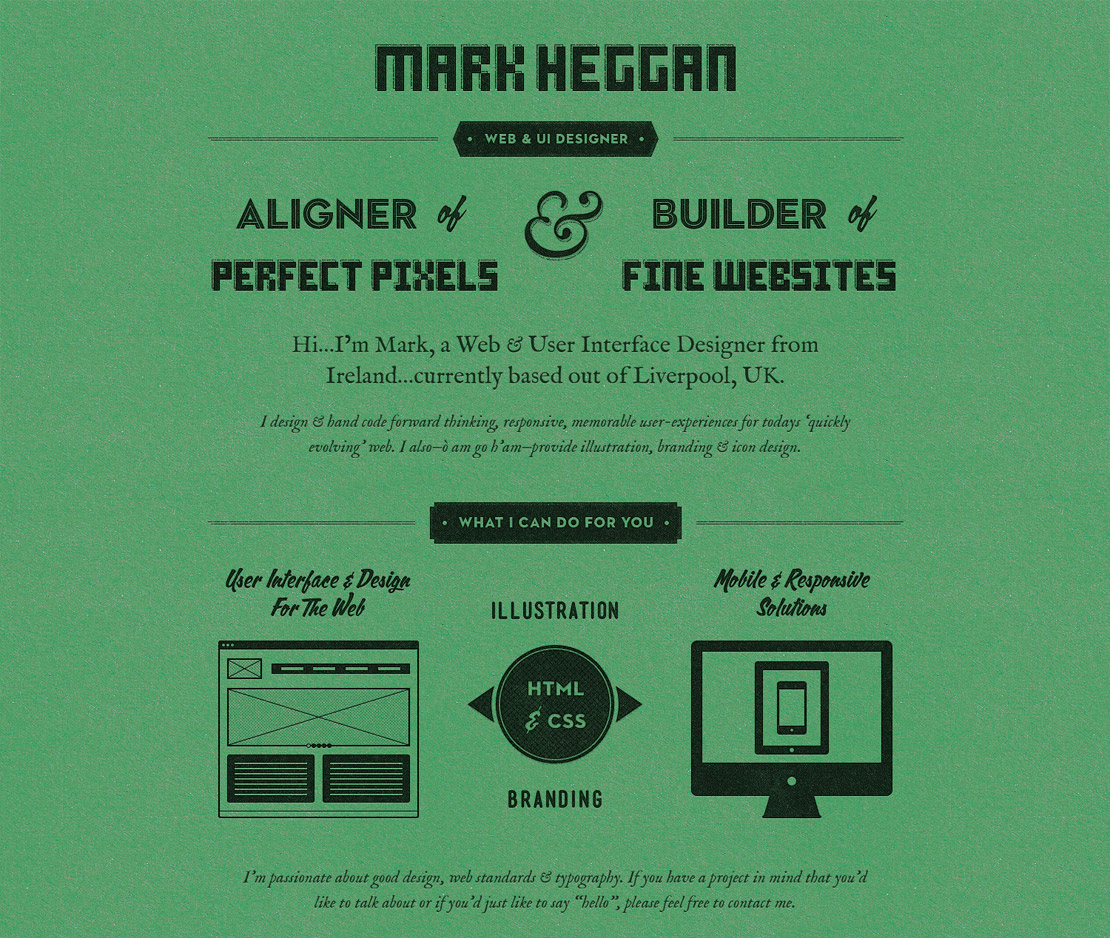 MARK HEGGAN
• WEB & UI DESIGNER •
ALIGNER of
PERFECT PIXELS
&
BUILDER of
FINE WEBSITES
Hi...I'm Mark, a Web & User Interface Designer from
Ireland...currently based out of Liverpool, UK.
I design & hand code forward thinking, responsive, memorable user-experiences for todays ‘quickly
evolving’ web. I also—ò am go h’am—provide illustration, branding & icon design.
• WHAT I CAN DO FOR YOU •
User Interface & Design
For The Web
ILLUSTRATION
HTML
& CSS
BRANDING
Mobile & Responsive
Solutions
I’m passionate about good design, web standards & typography. If you have a project in mind that you’d
like to talk about or if you’d just like to say “hello”, please feel free to contact me.